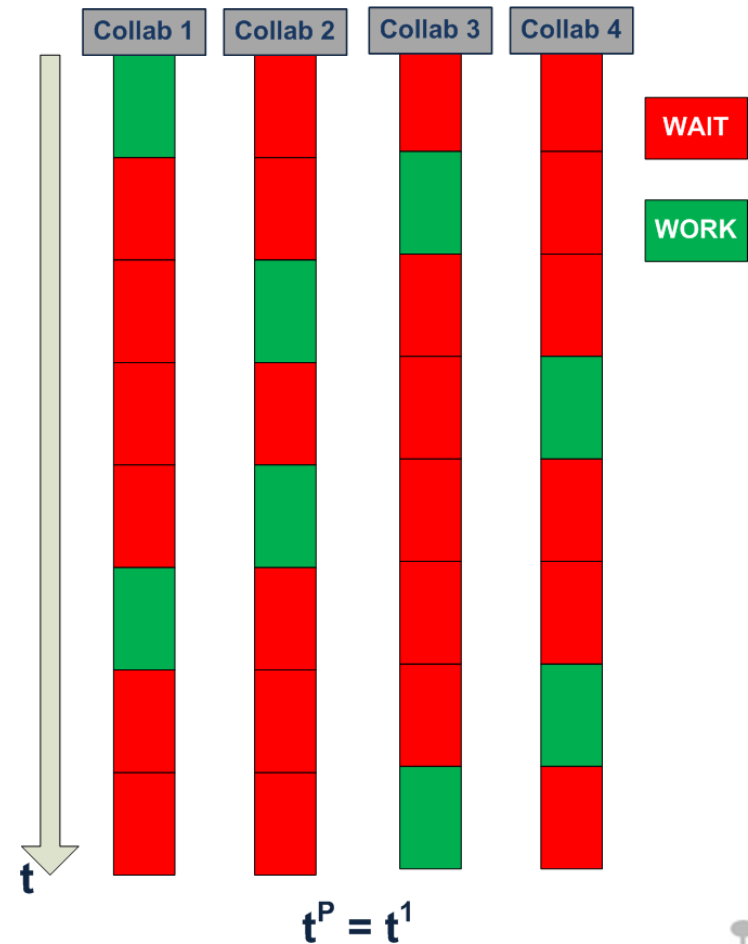 Collab 1
Collab 2
Collab 3
Collab 4
WAIT
WORK
t
t^P = t^1